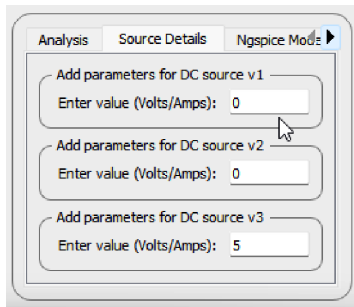 Analysis Source Details Ngspice Mode
Add parameters for DC source v1
Enter value (Volts/Amps): 0
Add parameters for DC source v2
Enter value (Volts/Amps): 0
Add parameters for DC source v3
Enter value (Volts/Amps): 5